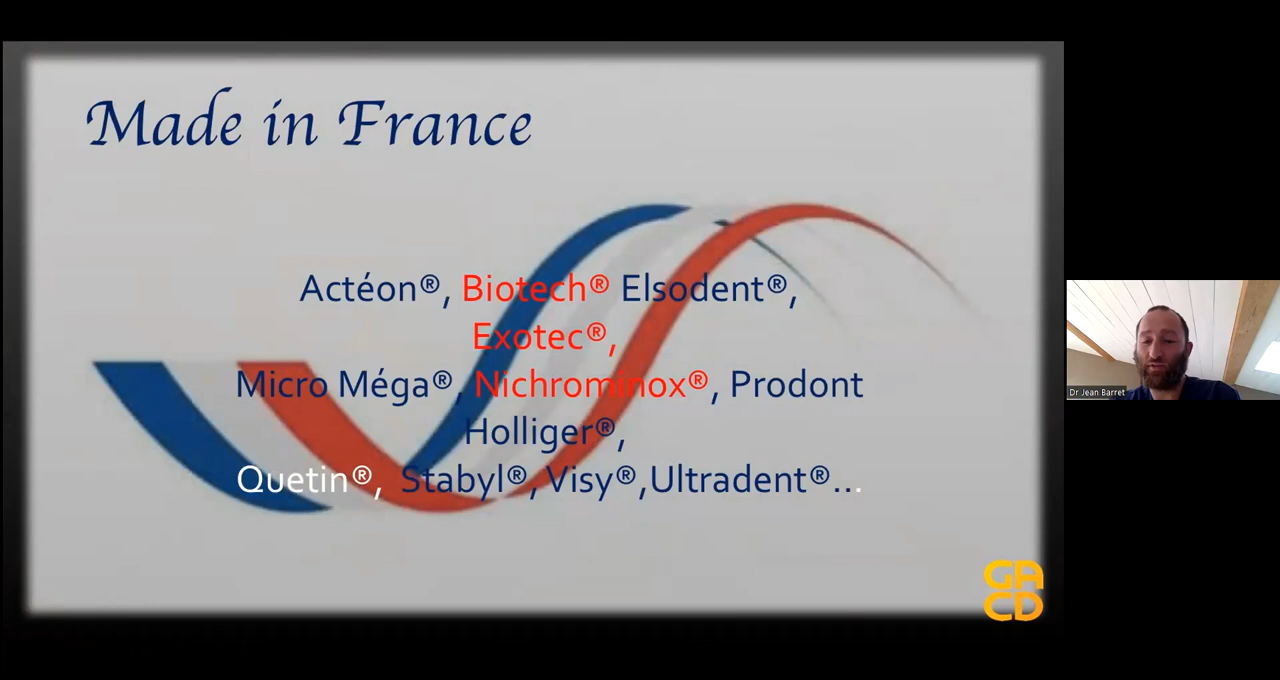 Made in France
Actéon®, Biotech® Elsodent®,
Exotec®,
Micro Méga®, Nichrominox®, Prodont
Holliger®,
Quetin®, Stabyl®, Visy®,Ultradent®...
GA
CD
Dr Jean Barret